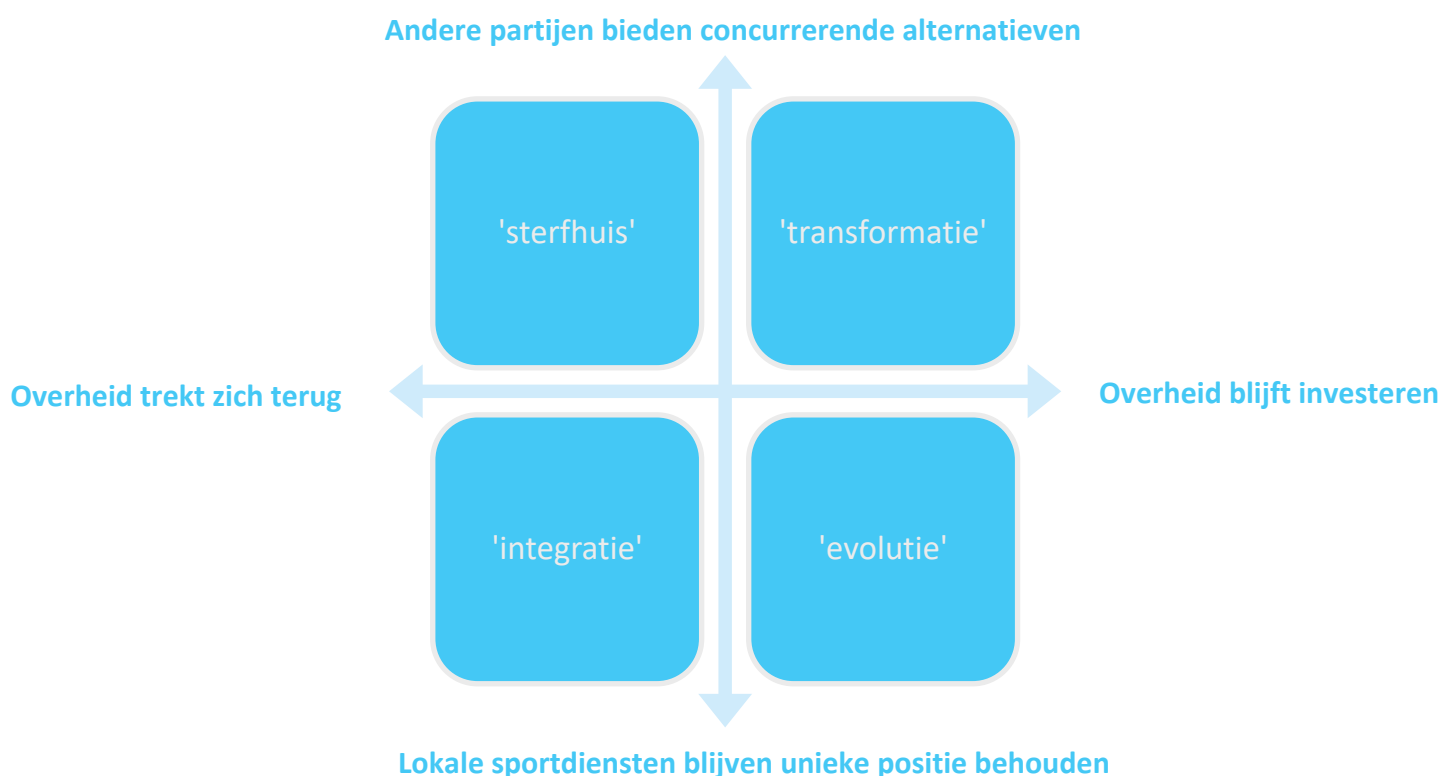 Andere partijen bieden concurrerende alternatieven
'sterfhuis'
'transformatie'
Overheid trekt zich terug
Overheid blijft investeren
'integratie'
'evolutie'
Lokale sportdiensten blijven unieke positie behouden